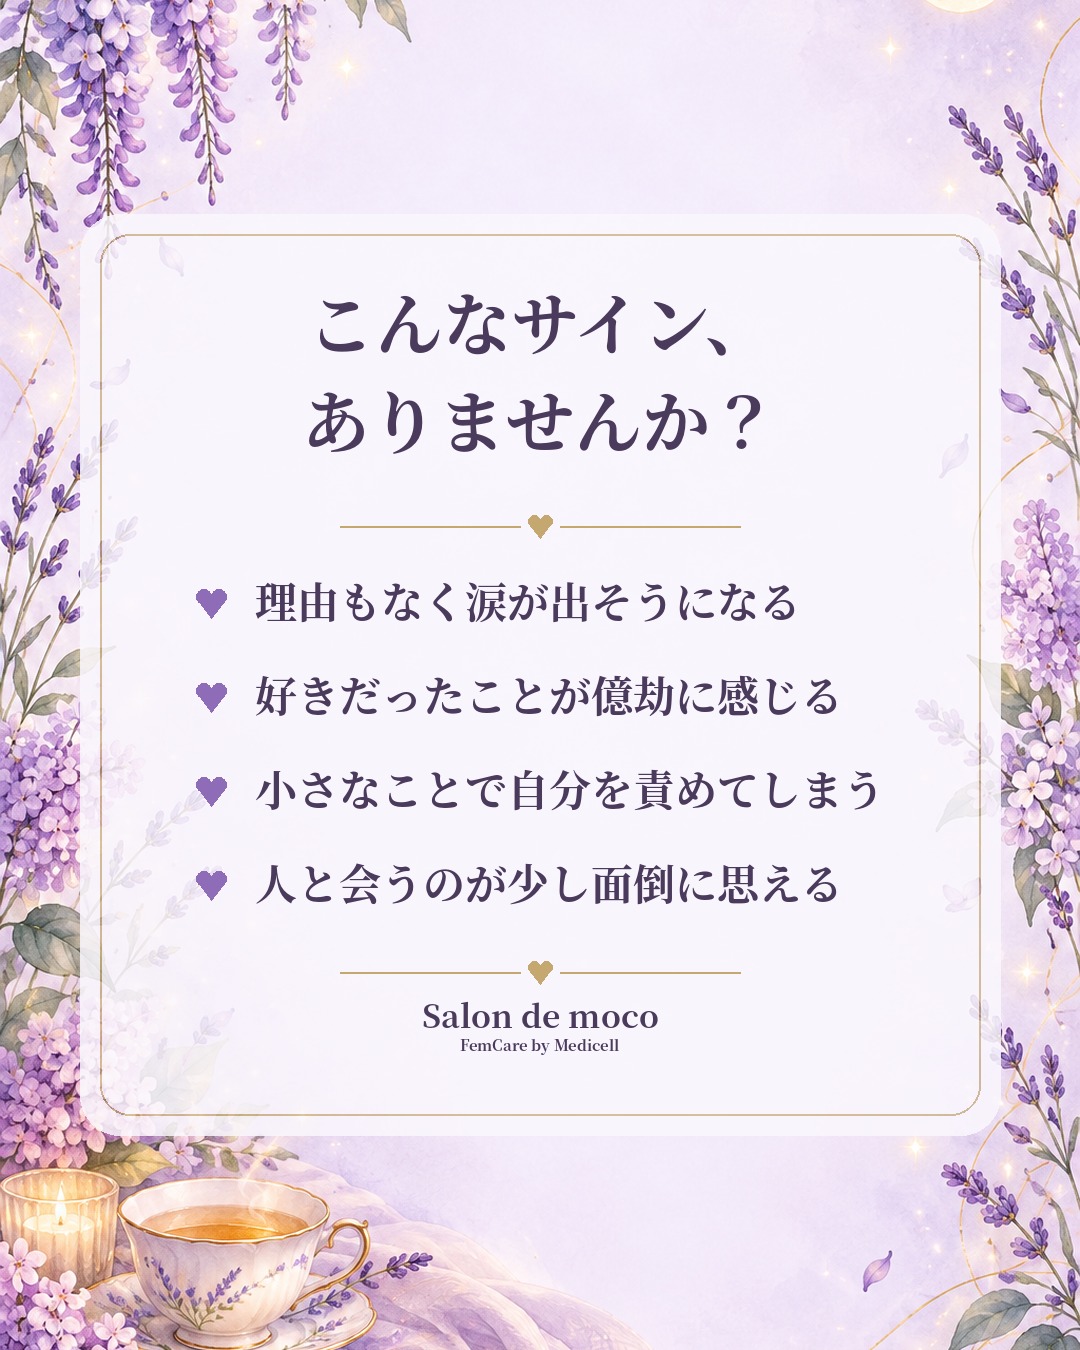 こんなサイン、
ありませんか？
理由もなく涙が出そうになる
好きだったことが億劫に感じる
小さなことで自分を責めてしまう
人と会うのが少し面倒に思える
Salon de moco
FemCare by Medicell